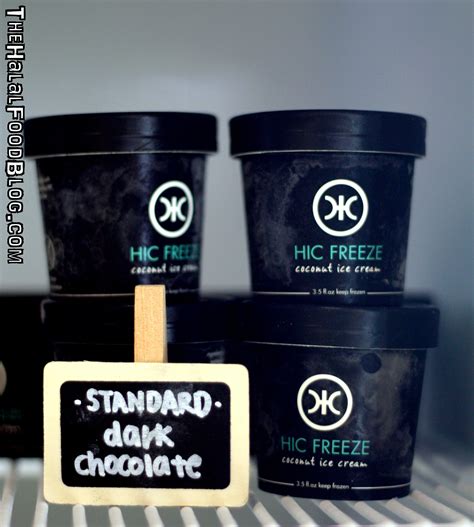 TheHalalFoodBlog.com
HIC FREEZE
coconut ice cream
HIC FREEZE
coconut ice cream
3.5 fl.oz keep frozen
HIC FREEZE
coconut ice cream
3.5 fl.oz keep frozen
· STANDARD ·
dark
chocolate